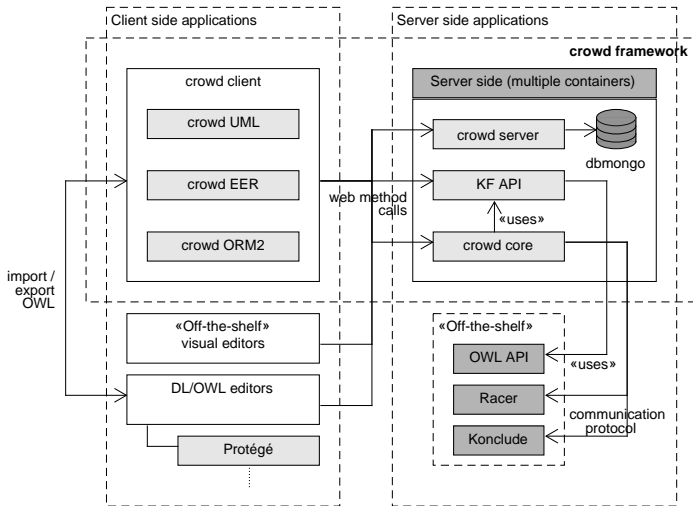 Client side applications
Server side applications
crowd framework
crowd client
Server side (multiple containers)
crowd UML
crowd server
dbmongo
crowd EER
KF API
web method
calls
«uses»
crowd ORM2
crowd core
import /
export
OWL
«Off-the-shelf»
visual editors
«Off-the-shelf»
OWL API
«uses»
DL/OWL editors
Racer
communication
protocol
Konclude
Protégé